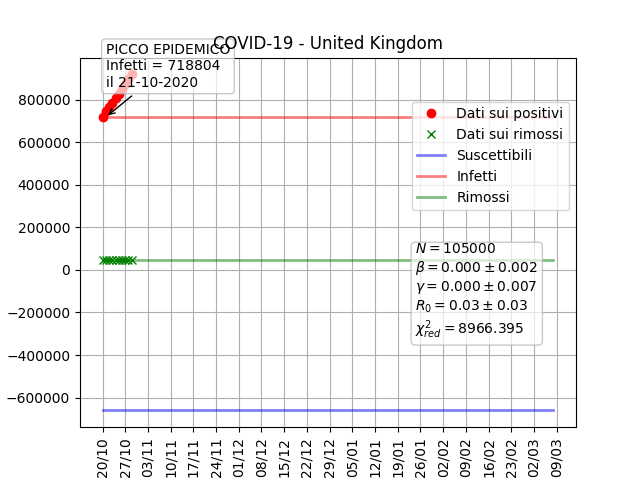 COVID-19 - United Kingdom
PICCO EPIDEMICO
Infetti = 718804
il 21-10-2020
800000
600000
400000
200000
0
−200000
−400000
−600000
Dati sui positivi
Dati sui rimossi
Suscettibili
Infetti
Rimossi
N = 105000
β = 0.000 ± 0.002
γ = 0.000 ± 0.007
R₀ = 0.03 ± 0.03
χ²red = 8966.395
20/10
27/10
03/11
10/11
17/11
24/11
01/12
08/12
15/12
22/12
29/12
05/01
12/01
19/01
26/01
02/02
09/02
16/02
23/02
02/03
09/03